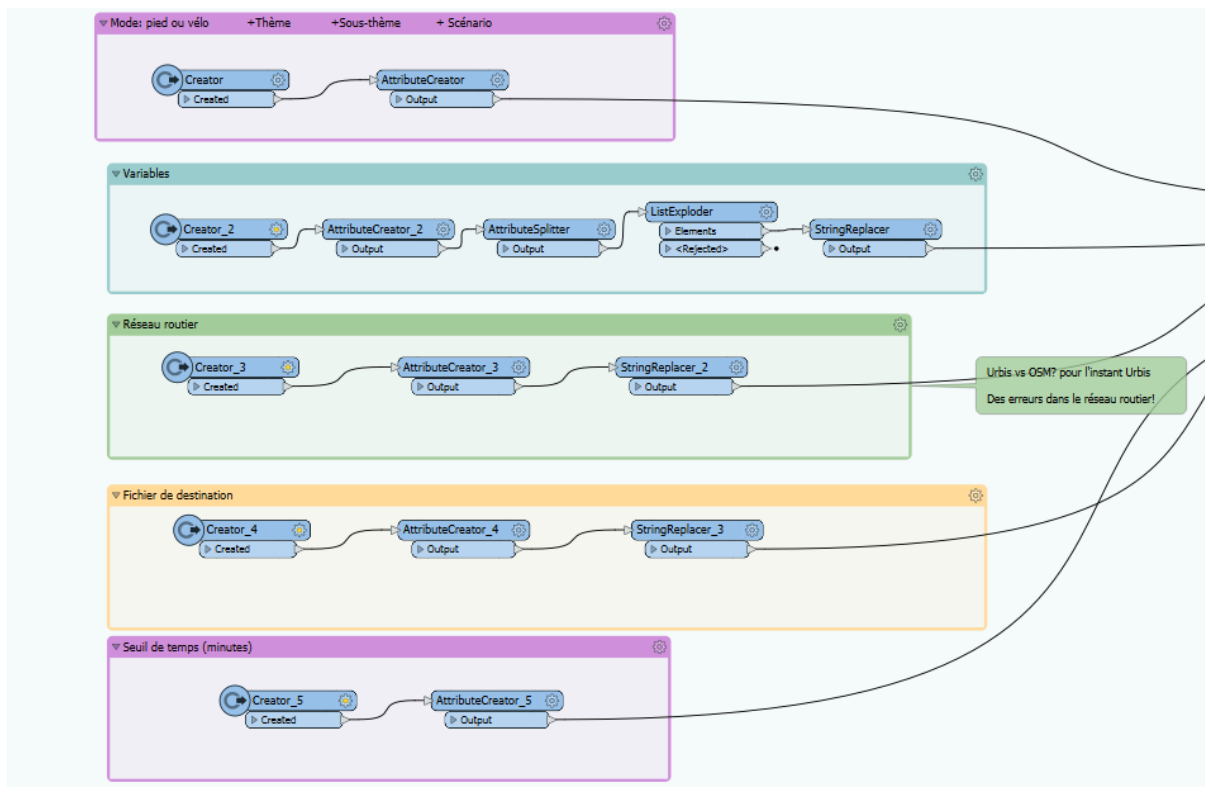 Mode: pied ou vélo +Thème +Sous-thème + Scénario
Creator
Created
AttributeCreator
Output
Variables
Creator_2
Created
AttributeCreator_2
Output
AttributeSplitter
Output
ListExploder
Elements
<Rejected>
StringReplacer
Output
Réseau routier
Creator_3
Created
AttributeCreator_3
Output
StringReplacer_2
Output
Urbis vs OSM? pour l'instant Urbis
Des erreurs dans le réseau routier!
Fichier de destination
Creator_4
Created
AttributeCreator_4
Output
StringReplacer_3
Output
Seuil de temps (minutes)
Creator_5
Created
AttributeCreator_5
Output